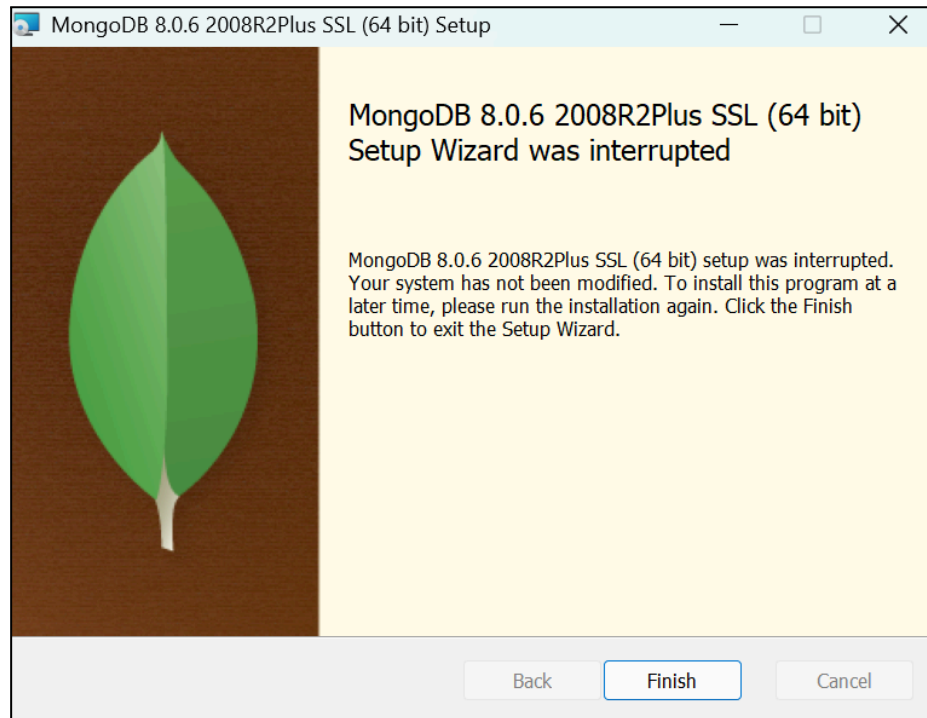 MongoDB 8.0.6 2008R2Plus SSL (64 bit) Setup
MongoDB 8.0.6 2008R2Plus SSL (64 bit)
Setup Wizard was interrupted
MongoDB 8.0.6 2008R2Plus SSL (64 bit) setup was interrupted.
Your system has not been modified. To install this program at a
later time, please run the installation again. Click the Finish
button to exit the Setup Wizard.
Back
Finish
Cancel